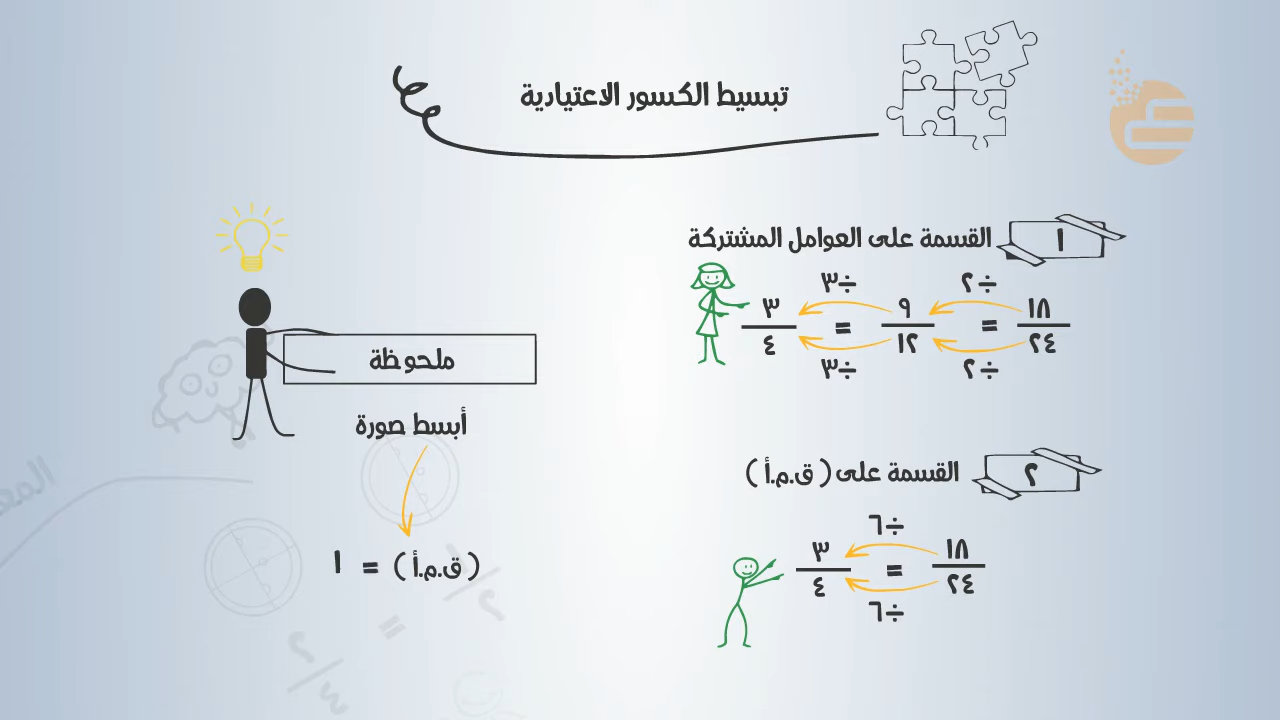 تبسيط الكسور الاعتيادية
١
القسمة على العوامل المشتركة
÷٢ ÷٣
١٨/٢٤ = ٩/١٢ = ٣/٤
÷٢ ÷٣
٢
القسمة على ( ق.م.أ )
÷٦
١٨/٢٤ = ٣/٤
÷٦
ملحوظة
أبسط صورة
( ق.م.أ ) = ١